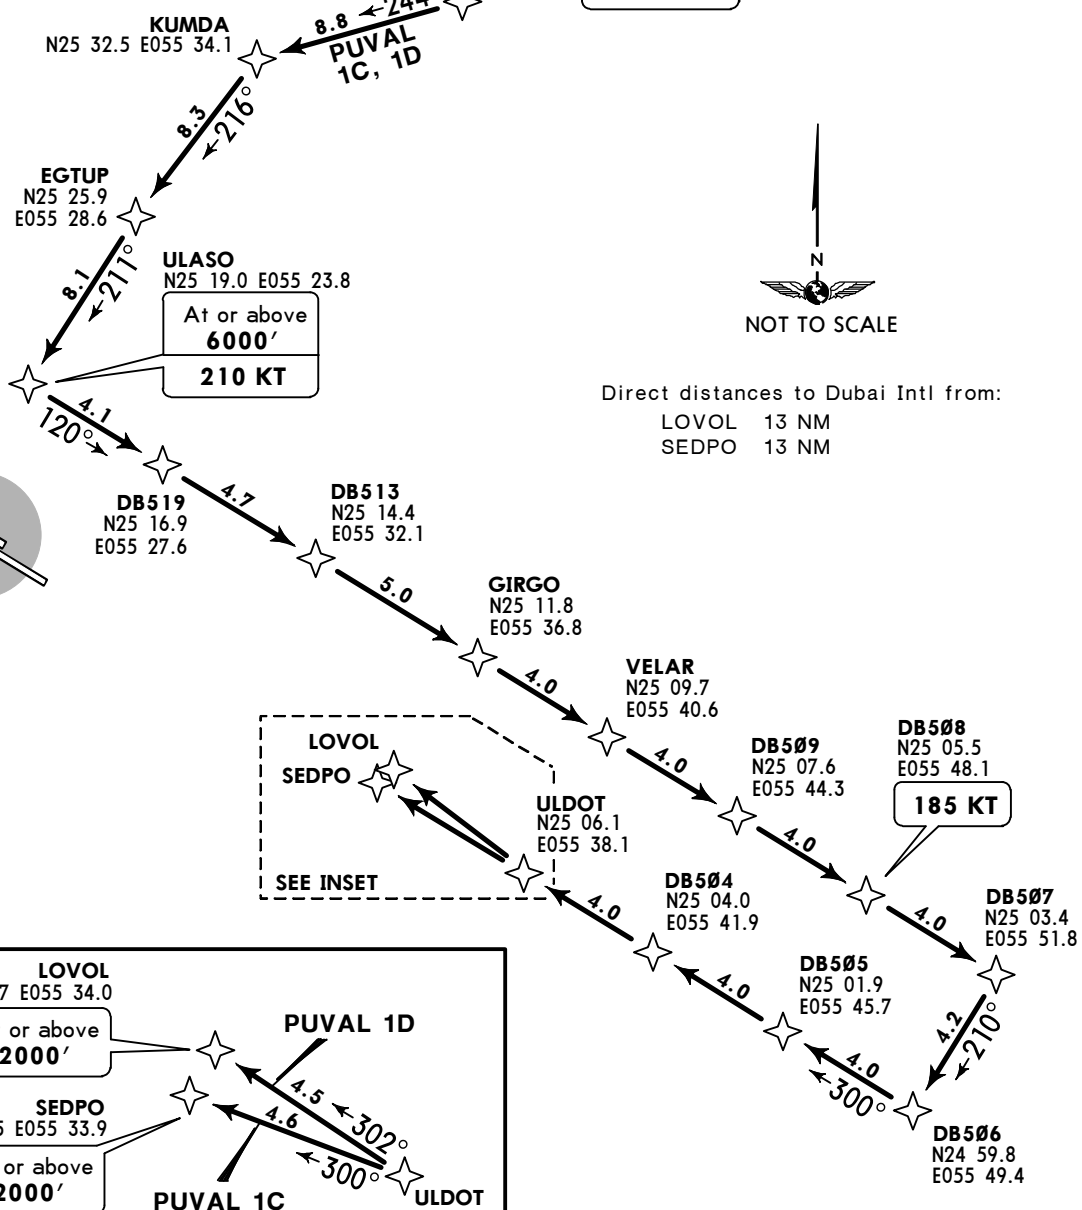 244°
8.8
PUVAL
1C, 1D
KUMDA
N25 32.5 E055 34.1
8.3
216°
EGTUP
N25 25.9
E055 28.6
8.1
211°
ULASO
N25 19.0 E055 23.8
At or above
6000'
210 KT
N
NOT TO SCALE
Direct distances to Dubai Intl from:
LOVOL 13 NM
SEDPO 13 NM
4.1
120°
DB519
N25 16.9
E055 27.6
4.7
DB513
N25 14.4
E055 32.1
5.0
GIRGO
N25 11.8
E055 36.8
4.0
VELAR
N25 09.7
E055 40.6
4.0
DB5Ø9
N25 07.6
E055 44.3
4.0
DB5Ø8
N25 05.5
E055 48.1
185 KT
4.0
DB5Ø7
N25 03.4
E055 51.8
4.2
210°
DB5Ø6
N24 59.8
E055 49.4
4.0
300°
DB5Ø5
N25 01.9
E055 45.7
4.0
DB5Ø4
N25 04.0
E055 41.9
4.0
ULDOT
N25 06.1
E055 38.1
LOVOL
SEDPO
SEE INSET
LOVOL
7 E055 34.0
or above
2000'
SEDPO
E055 33.9
or above
2000'
PUVAL 1D
4.5
302°
4.6
300°
PUVAL 1C
ULDOT